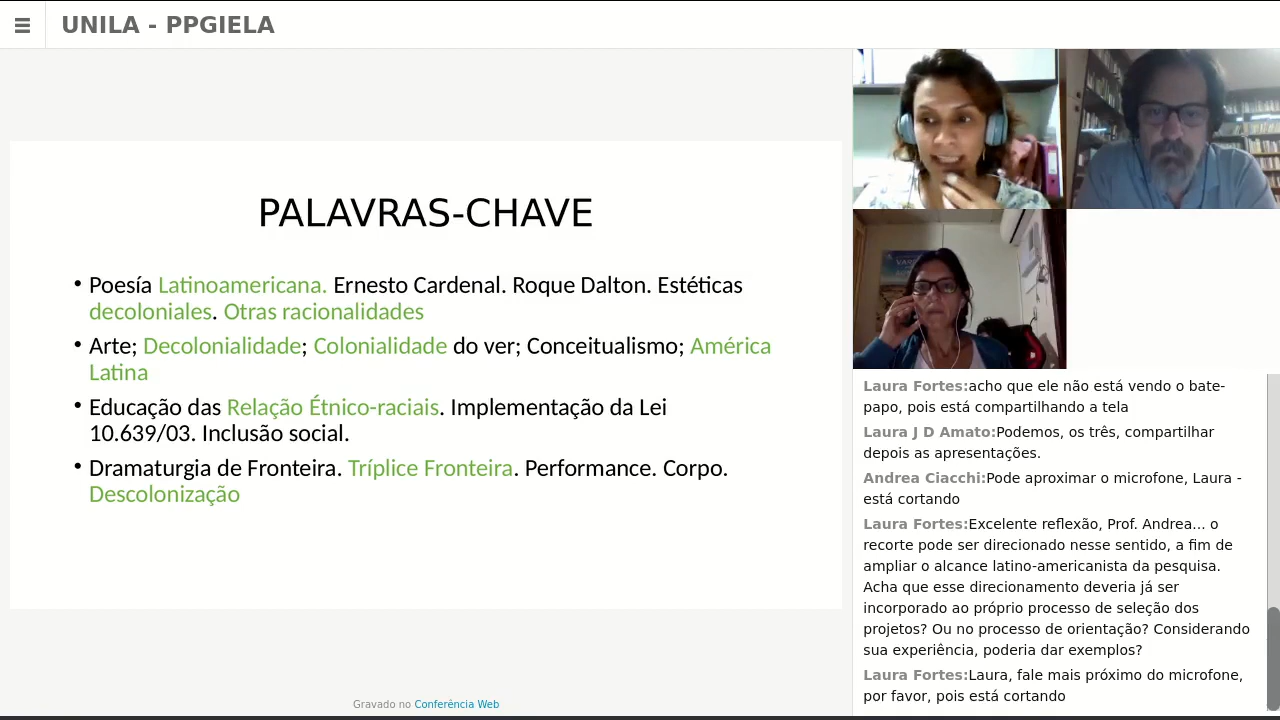 UNILA - PPGIELA
PALAVRAS-CHAVE
• Poesía Latinoamericana. Ernesto Cardenal. Roque Dalton. Estéticas
decoloniales. Otras racionalidades
• Arte; Decolonialidade; Colonialidade do ver; Conceitualismo; América
Latina
• Educação das Relação Étnico-raciais. Implementação da Lei
10.639/03. Inclusão social.
• Dramaturgia de Fronteira. Tríplice Fronteira. Performance. Corpo.
Descolonização
Gravado no Conferência Web
Laura Fortes:acho que ele não está vendo o bate-
papo, pois está compartilhando a tela
Laura J D Amato:Podemos, os três, compartilhar
depois as apresentações.
Andrea Ciacchi:Pode aproximar o microfone, Laura -
está cortando
Laura Fortes:Excelente reflexão, Prof. Andrea... o
recorte pode ser direcionado nesse sentido, a fim de
ampliar o alcance latino-americanista da pesquisa.
Acha que esse direcionamento deveria já ser
incorporado ao próprio processo de seleção dos
projetos? Ou no processo de orientação? Considerando
sua experiência, poderia dar exemplos?
Laura Fortes:Laura, fale mais próximo do microfone,
por favor, pois está cortando